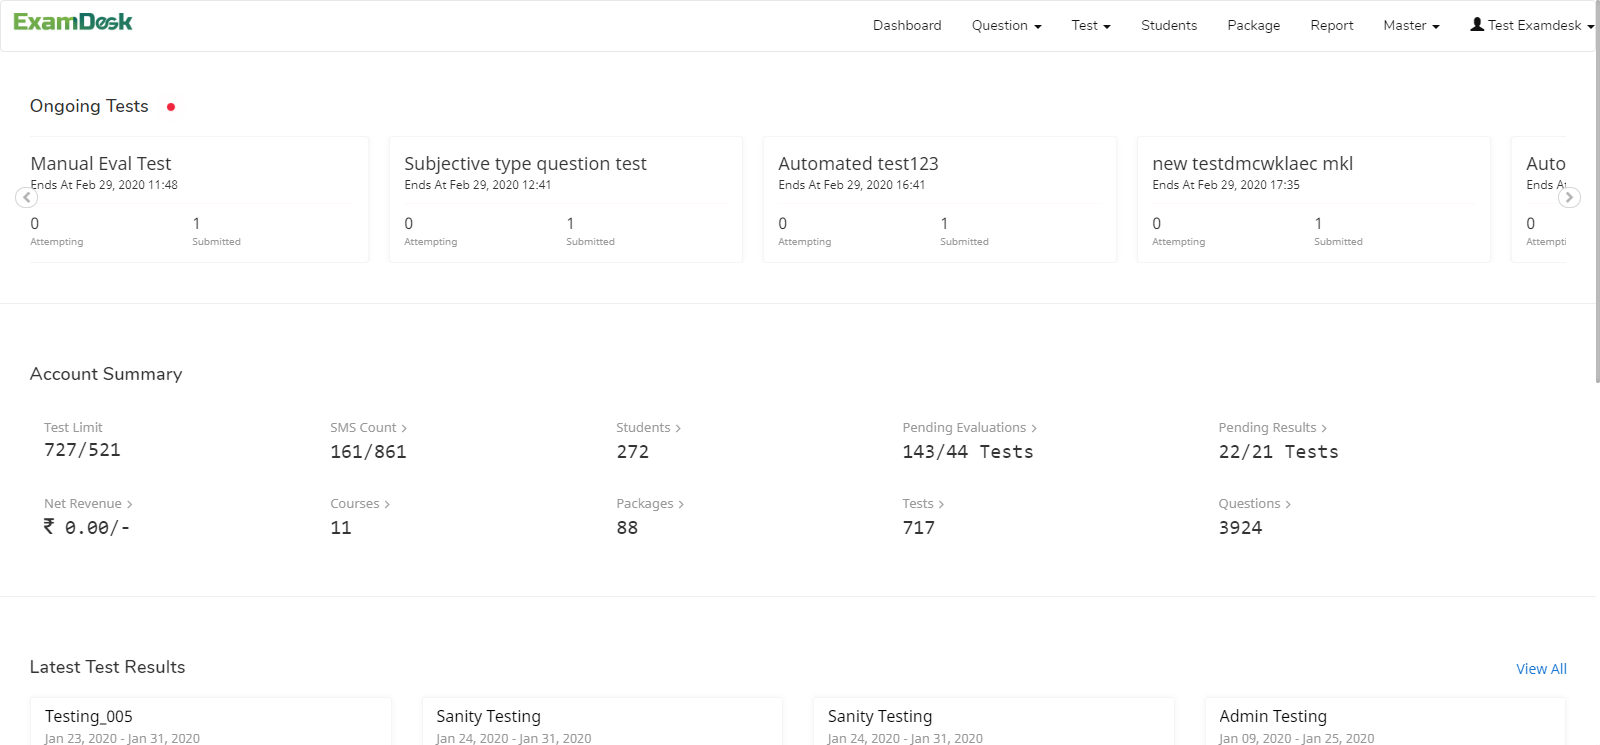 ExamDesk
Dashboard Question Test Students Package Report Master Test Examdesk
Ongoing Tests
Manual Eval Test
Ends At Feb 29, 2020 11:48
0 1
Attempting Submitted
Subjective type question test
Ends At Feb 29, 2020 12:41
0 1
Attempting Submitted
Automated test123
Ends At Feb 29, 2020 16:41
0 1
Attempting Submitted
new testdmcwklaec mkl
Ends At Feb 29, 2020 17:35
0 1
Attempting Submitted
Auto
Ends At
0
Attempti
Account Summary
Test Limit SMS Count > Students > Pending Evaluations > Pending Results >
727/521 161/861 272 143/44 Tests 22/21 Tests
Net Revenue > Courses > Packages > Tests > Questions >
₹ 0.00/- 11 88 717 3924
Latest Test Results View All
Testing_005 Sanity Testing Sanity Testing Admin Testing
Jan 23, 2020 - Jan 31, 2020 Jan 24, 2020 - Jan 31, 2020 Jan 24, 2020 - Jan 31, 2020 Jan 09, 2020 - Jan 25, 2020